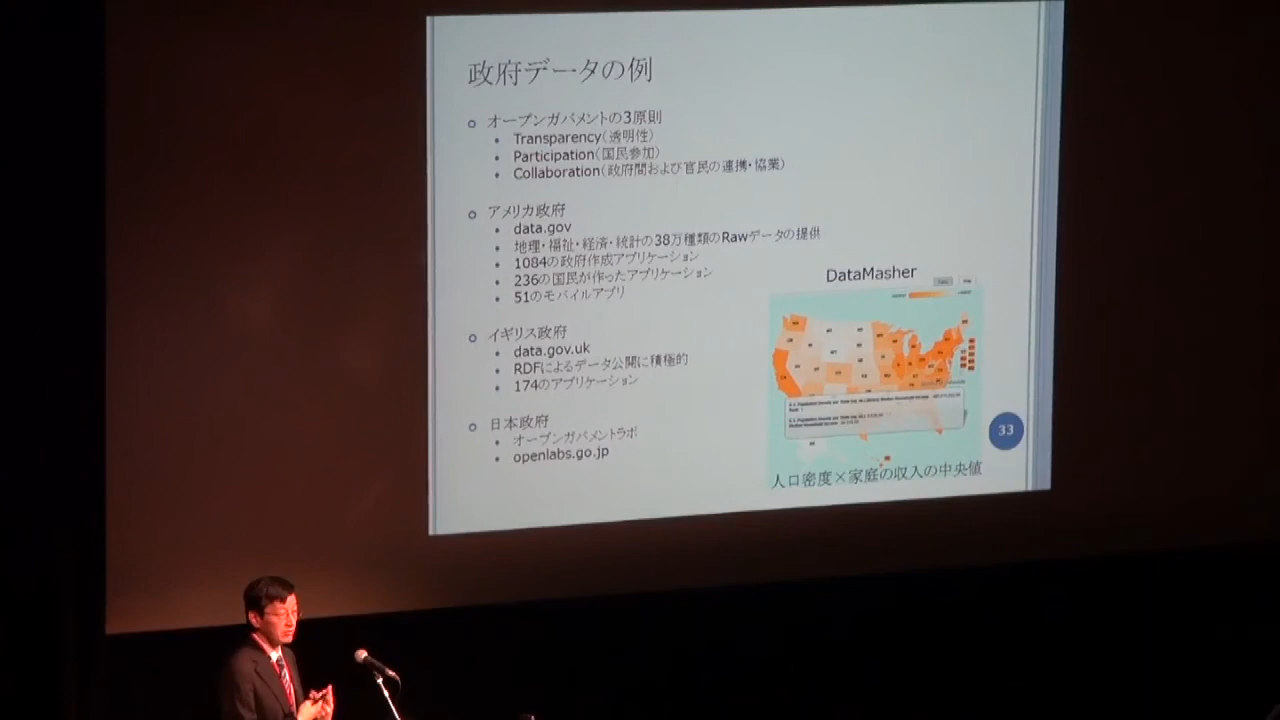 政府データの例
オープンガバメントの3原則
Transparency(透明性)
Participation(国民参加)
Collaboration(政府間および官民の連携・協業)
アメリカ政府
data.gov
地理・福祉・経済・統計の38万種類のRawデータの提供
1084の政府作成アプリケーション
236の国民が作ったアプリケーション
51のモバイルアプリ
イギリス政府
data.gov.uk
RDFによるデータ公開に積極的
174のアプリケーション
日本政府
オープンガバメントラボ
openlabs.go.jp
DataMasher
人口密度×家庭の収入の中央値
33